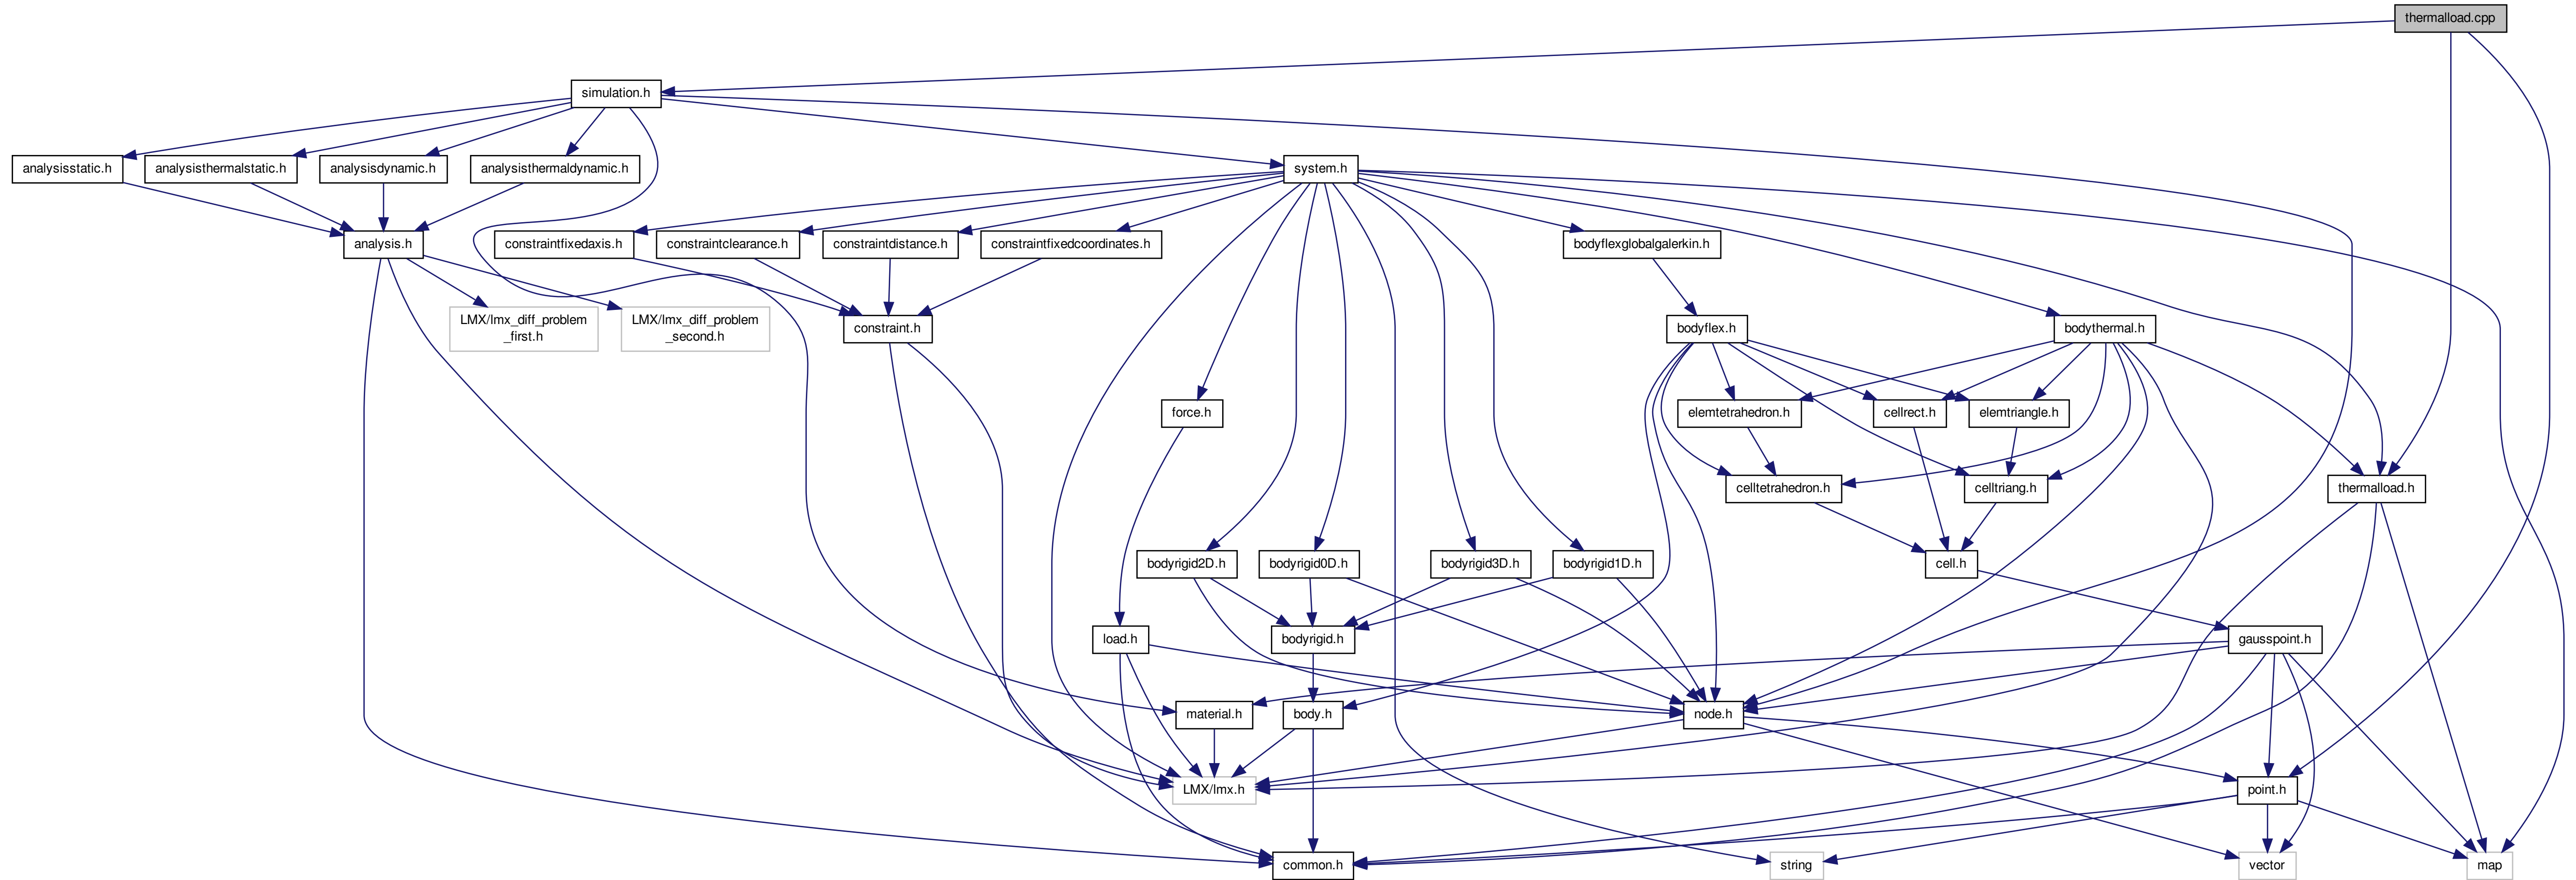 thermalload.cpp
simulation.h
analysisstatic.h
analysisthermalstatic.h
analysisdynamic.h
analysisthermaldynamic.h
system.h
analysis.h
constraintfixedaxis.h
constraintclearance.h
constraintdistance.h
constraintfixedcoordinates.h
bodyflexglobalgalerkin.h
LMX/lmx_diff_problem
_first.h
LMX/lmx_diff_problem
_second.h
constraint.h
bodyflex.h
bodythermal.h
force.h
elemtetrahedron.h
cellrect.h
elemtriangle.h
celltetrahedron.h
celltriang.h
thermalload.h
bodyrigid2D.h
bodyrigid0D.h
bodyrigid3D.h
bodyrigid1D.h
cell.h
load.h
bodyrigid.h
gausspoint.h
material.h
body.h
node.h
LMX/lmx.h
point.h
common.h
string
vector
map